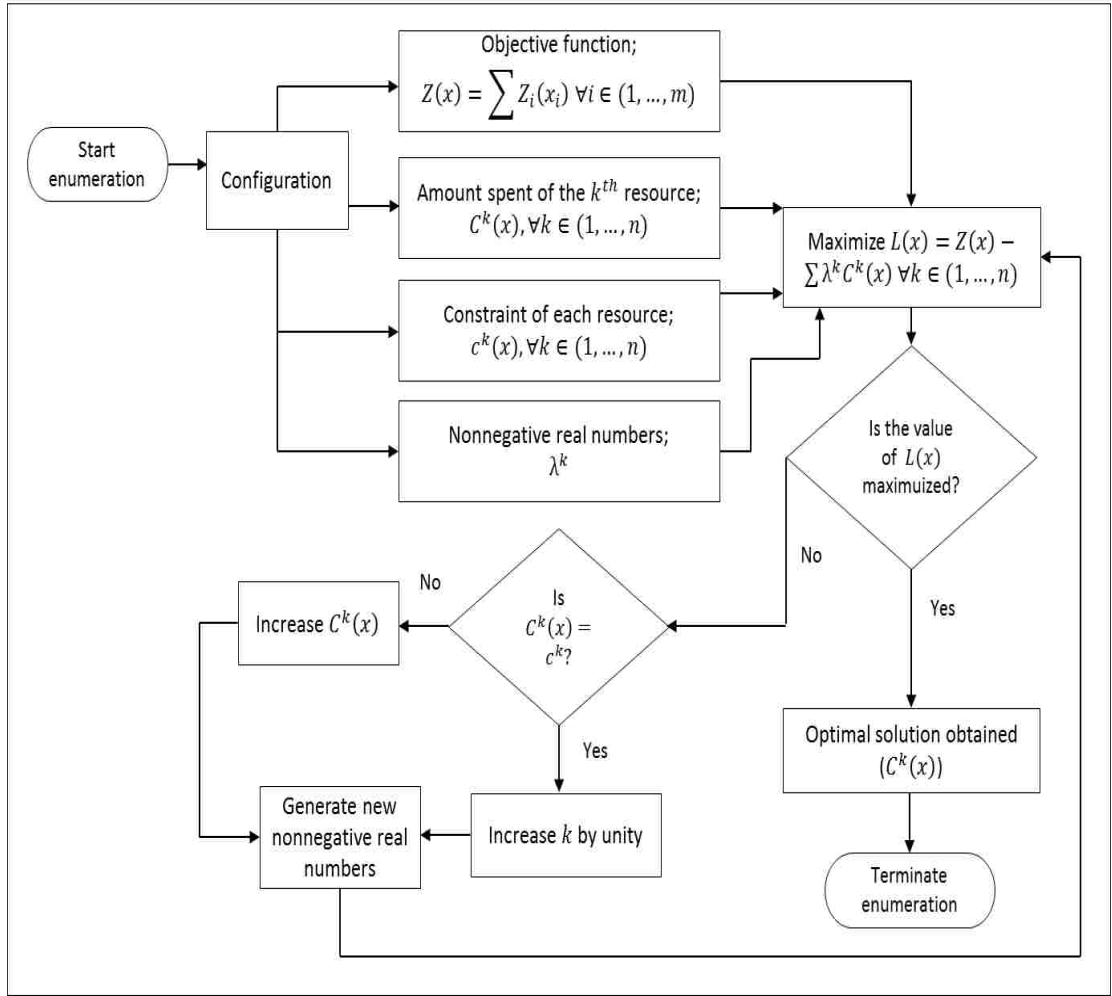 Start
enumeration
Configuration
Objective function;
Z(x) = ∑ Z_i(x_i) ∀i ∈ (1, ..., m)
Amount spent of the k^th resource;
C^k(x), ∀k ∈ (1, ..., n)
Constraint of each resource;
c^k(x), ∀k ∈ (1, ..., n)
Nonnegative real numbers;
λ^k
Maximize L(x) = Z(x) −
∑ λ^k C^k(x) ∀k ∈ (1, ..., n)
Is the value
of L(x)
maximuized?
No
Yes
Is
C^k(x) =
c^k?
No
Yes
Increase C^k(x)
Increase k by unity
Generate new
nonnegative real
numbers
Optimal solution obtained
(C^k(x))
Terminate
enumeration